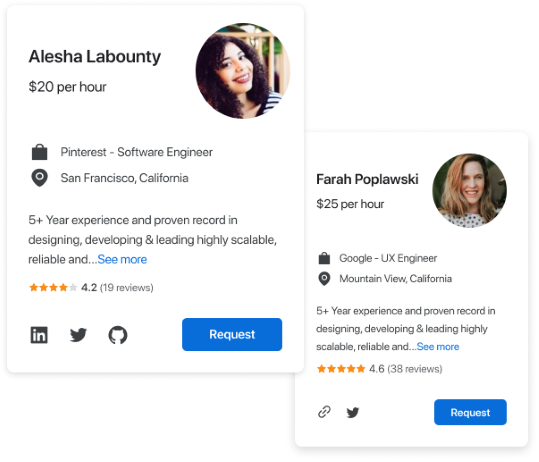 Alesha Labounty
$20 per hour
Pinterest - Software Engineer
San Francisco, California
5+ Year experience and proven record in
designing, developing & leading highly scalable,
reliable and...See more
4.2 (19 reviews)
in
Request
Farah Poplawski
$25 per hour
Google - UX Engineer
Mountain View, California
5+ Year experience and proven record in
designing, developing & leading highly
scalable, reliable and...See more
4.6 (38 reviews)
Request